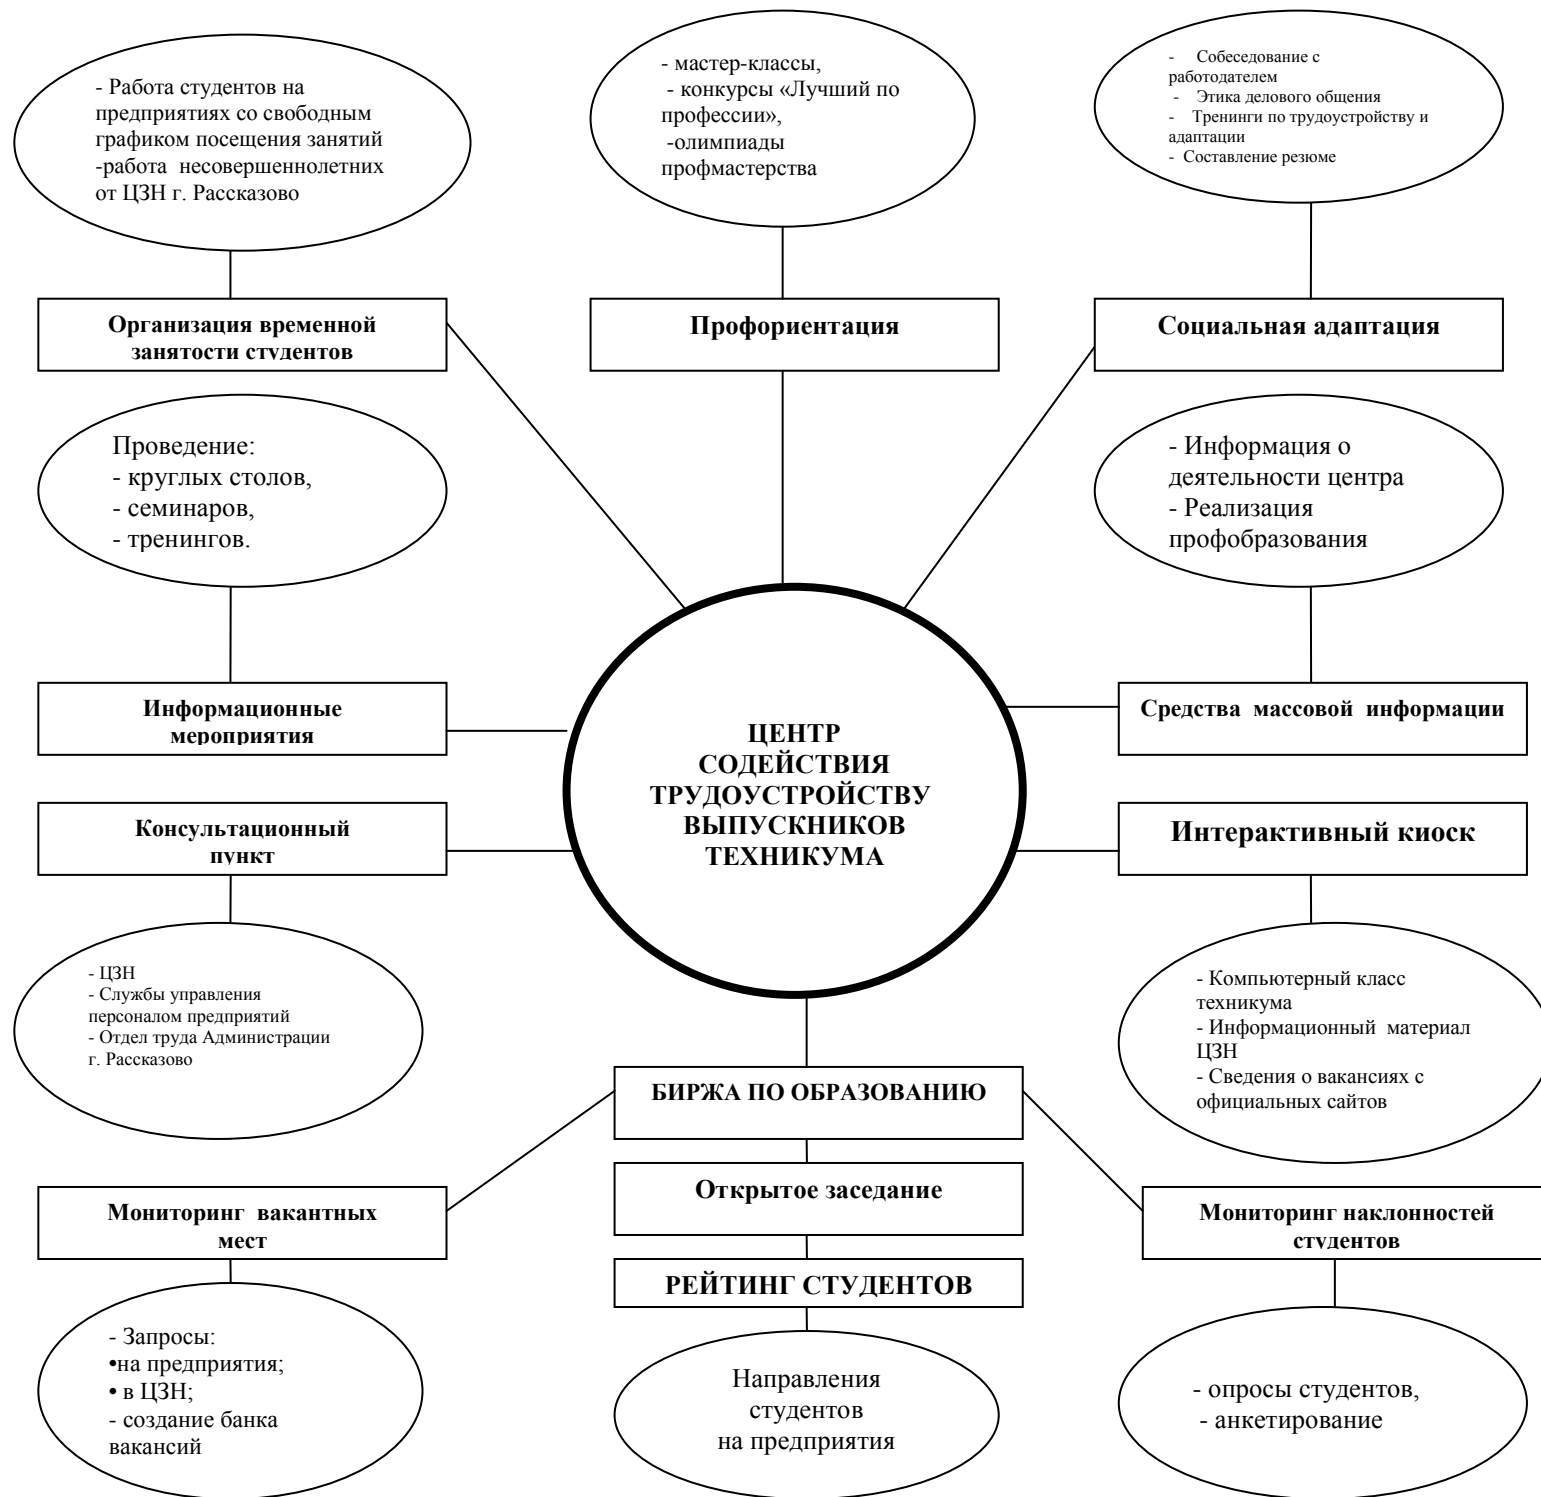 - Работа студентов на
предприятиях со свободным
графиком посещения занятий
-работа несовершеннолетних
от ЦЗН г. Рассказово
- мастер-классы,
- конкурсы «Лучший по
профессии»,
-олимпиады
профмастерства
- Собеседование с
работодателем
- Этика делового общения
- Тренинги по трудоустройству и
адаптации
- Составление резюме
Организация временной
занятости студентов
Профориентация
Социальная адаптация
Проведение:
- круглых столов,
- семинаров,
- тренингов.
- Информация о
деятельности центра
- Реализация
профобразования
Информационные
мероприятия
Средства массовой информации
ЦЕНТР
СОДЕЙСТВИЯ
ТРУДОУСТРОЙСТВУ
ВЫПУСКНИКОВ
ТЕХНИКУМА
Консультационный
пункт
Интерактивный киоск
- ЦЗН
- Службы управления
персоналом предприятий
- Отдел труда Администрации
г. Рассказово
- Компьютерный класс
техникума
- Информационный материал
ЦЗН
- Сведения о вакансиях с
официальных сайтов
БИРЖА ПО ОБРАЗОВАНИЮ
Открытое заседание
РЕЙТИНГ СТУДЕНТОВ
Мониторинг вакантных
мест
Мониторинг наклонностей
студентов
- Запросы:
•на предприятия;
• в ЦЗН;
- создание банка
вакансий
Направления
студентов
на предприятия
- опросы студентов,
- анкетирование